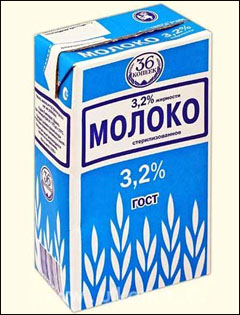 36
КОПЕЕК
3,2% жирности
МОЛОКО
стерилизованное
3,2%
ГОСТ